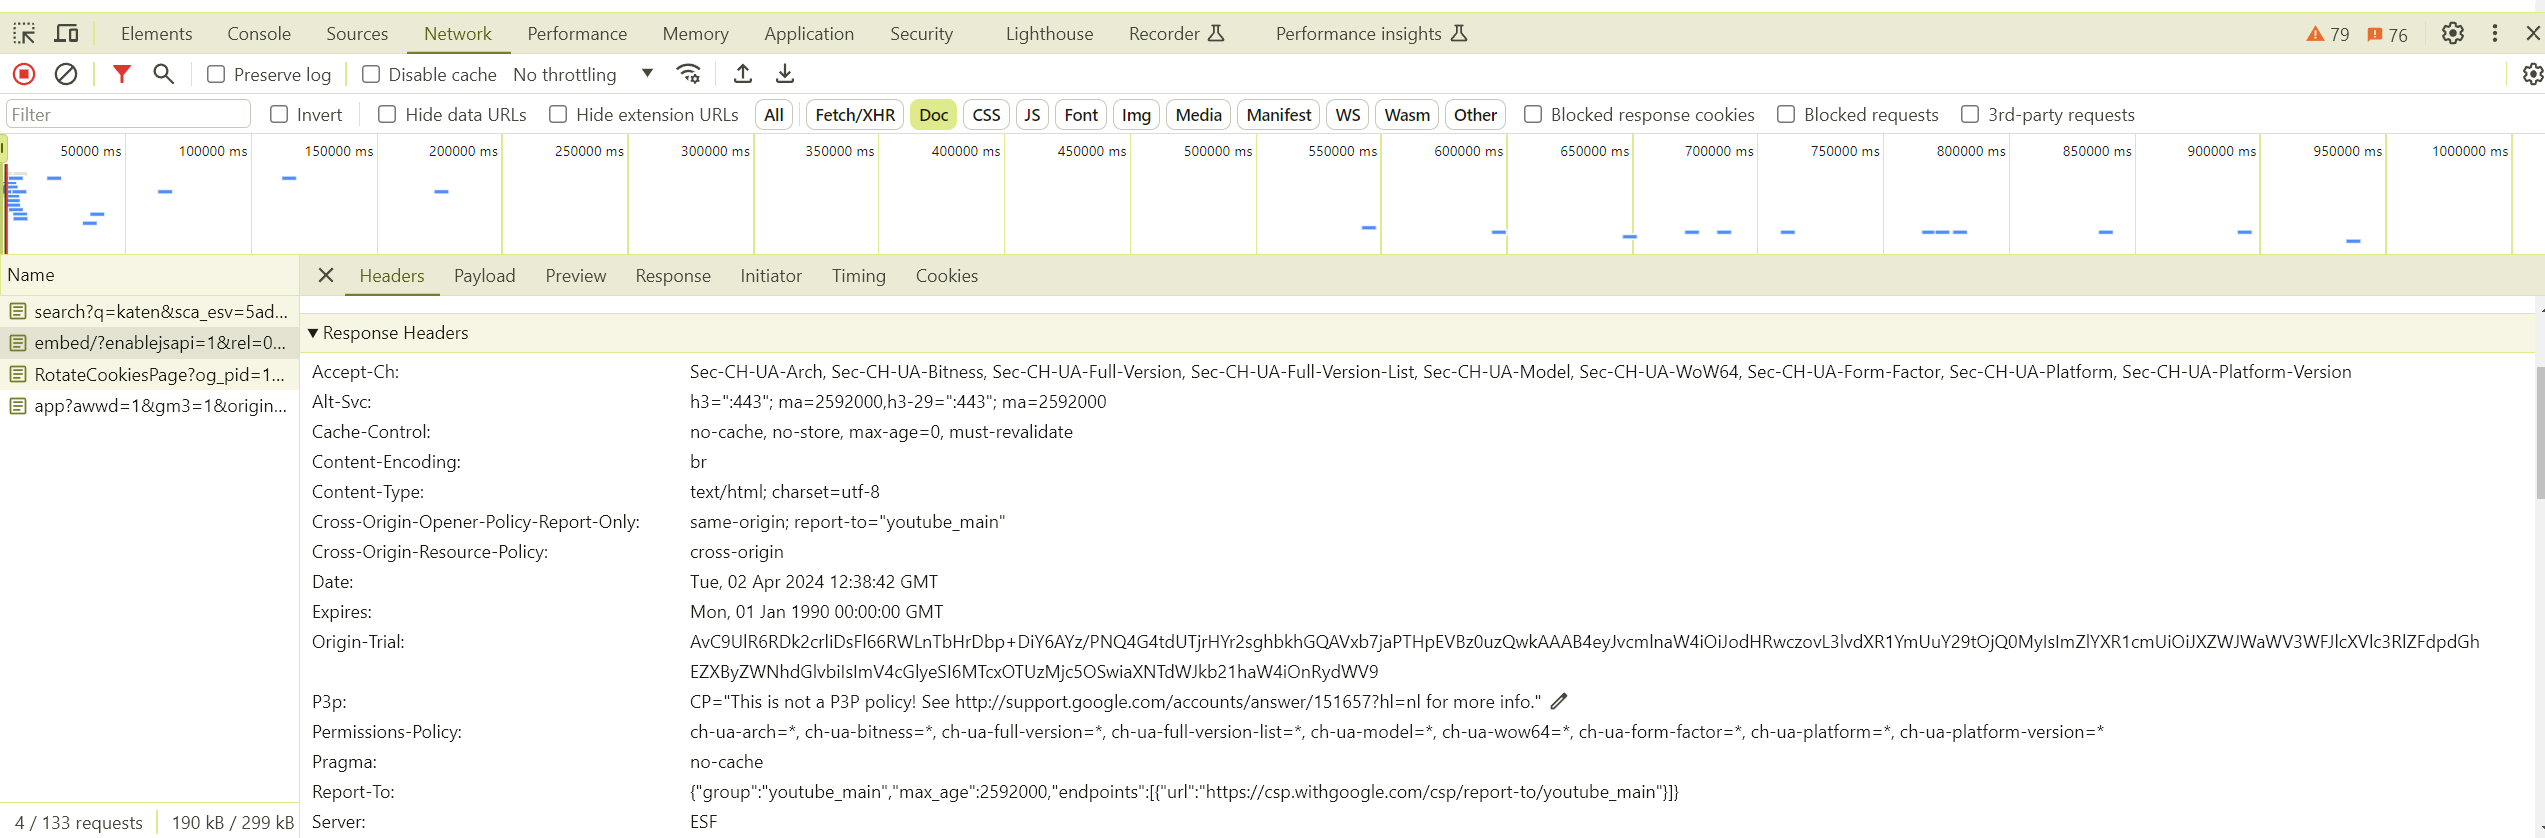 Elements Console Sources Network Performance Memory Application Security Lighthouse Recorder Performance insights 79 76
Preserve log Disable cache No throttling
Filter Invert Hide data URLs Hide extension URLs All Fetch/XHR Doc CSS JS Font Img Media Manifest WS Wasm Other Blocked response cookies Blocked requests 3rd-party requests
50000 ms 100000 ms 150000 ms 200000 ms 250000 ms 300000 ms 350000 ms 400000 ms 450000 ms 500000 ms 550000 ms 600000 ms 650000 ms 700000 ms 750000 ms 800000 ms 850000 ms 900000 ms 950000 ms 1000000 ms
Name
search?q=katen&sca_esv=5ad...
embed/?enablejsapi=1&rel=0...
RotateCookiesPage?og_pid=1...
app?awwd=1&gm3=1&origin...
4 / 133 requests 190 kB / 299 kB
Headers Payload Preview Response Initiator Timing Cookies
Response Headers
Accept-Ch: Sec-CH-UA-Arch, Sec-CH-UA-Bitness, Sec-CH-UA-Full-Version, Sec-CH-UA-Full-Version-List, Sec-CH-UA-Model, Sec-CH-UA-WoW64, Sec-CH-UA-Form-Factor, Sec-CH-UA-Platform, Sec-CH-UA-Platform-Version
Alt-Svc: h3=":443"; ma=2592000,h3-29=":443"; ma=2592000
Cache-Control: no-cache, no-store, max-age=0, must-revalidate
Content-Encoding: br
Content-Type: text/html; charset=utf-8
Cross-Origin-Opener-Policy-Report-Only: same-origin; report-to="youtube_main"
Cross-Origin-Resource-Policy: cross-origin
Date: Tue, 02 Apr 2024 12:38:42 GMT
Expires: Mon, 01 Jan 1990 00:00:00 GMT
Origin-Trial: AvC9UlR6RDk2crliDsFl66RWLnTbHrDbp+DiY6AYz/PNQ4G4tdUTjrHYr2sghbkhGQAVxb7jaPTHpEVBz0uzQwkAAAB4eyJvcmlnaW4iOiJodHRwczovL3lvdXR1YmUuY29tOjQ0MyIsImZlYXR1cmUiOiJXZWJWaWV3WFJlcXVlc3RlZFdpdGh
EZXByZWNhdGlvbiIsImV4cGlyeSI6MTcxOTUzMjc5OSwiaXNTdWJkb21haW4iOnRydWV9
P3p: CP="This is not a P3P policy! See http://support.google.com/accounts/answer/151657?hl=nl for more info."
Permissions-Policy: ch-ua-arch=*, ch-ua-bitness=*, ch-ua-full-version=*, ch-ua-full-version-list=*, ch-ua-model=*, ch-ua-wow64=*, ch-ua-form-factor=*, ch-ua-platform=*, ch-ua-platform-version=*
Pragma: no-cache
Report-To: {"group":"youtube_main","max_age":2592000,"endpoints":[{"url":"https://csp.withgoogle.com/csp/report-to/youtube_main"}]}
Server: ESF